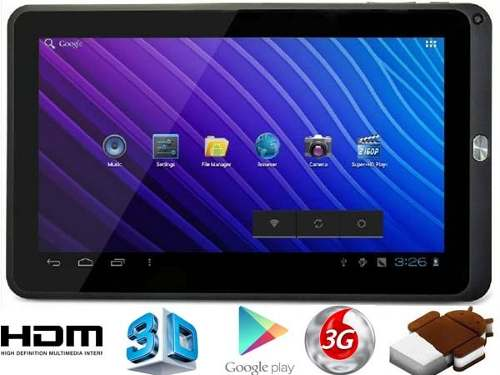 Google
Music
Settings
File Manager
Browser
Camera
2160P
Super-HD Player
3:26
HDM
HIGH DEFINITION MULTIMEDIA INTERF
3D
Google play
3G